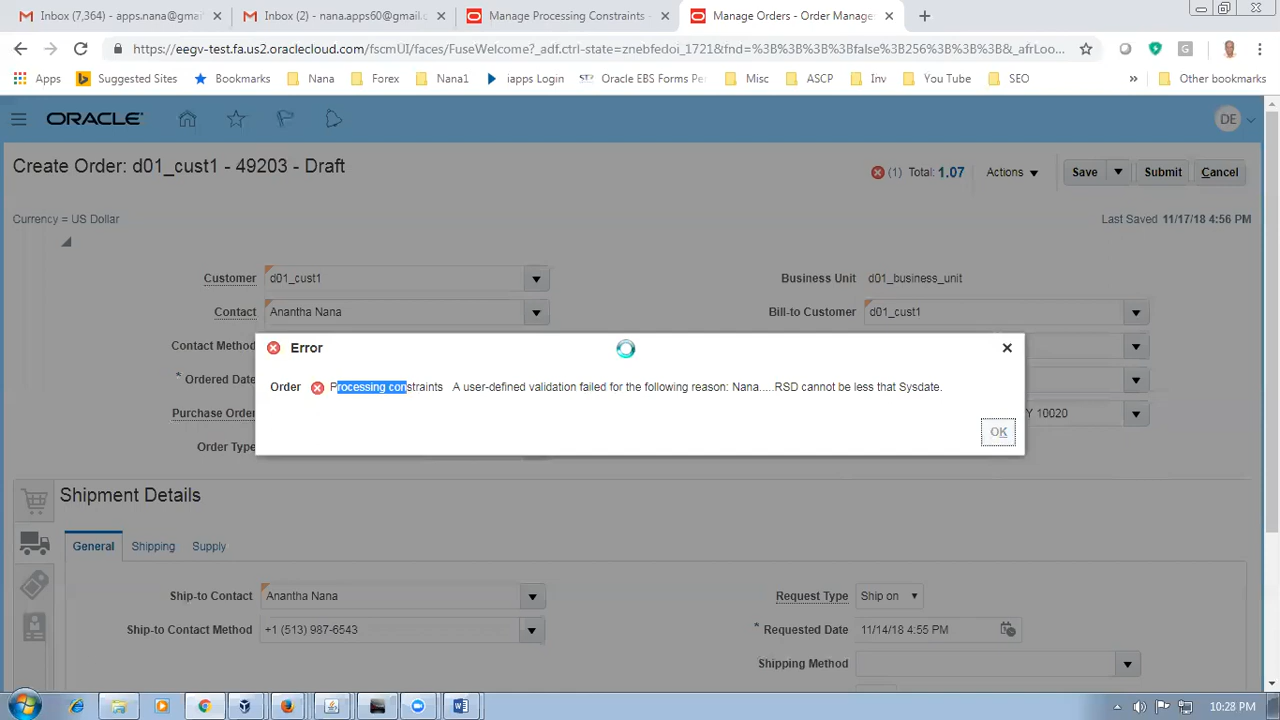 Inbox (7,364) - apps.nana@gma
Inbox (2) - nana.apps60@gmail.c
Manage Processing Constraints -
Manage Orders - Order Manage
https://eegv-test.fa.us2.oraclecloud.com/fscmUI/faces/FuseWelcome?_adf.ctrl-state=znebfedoi_1721&fnd=%3B%3B%3B%3Bfalse%3B256%3B%3B%3B&_afrLoo...
Apps Suggested Sites Bookmarks Nana Forex Nana1 iapps Login Oracle EBS Forms Per Misc ASCP Inv You Tube SEO » Other bookmarks
ORACLE DE
Create Order: d01_cust1 - 49203 - Draft (1) Total: 1.07 Actions Save Submit Cancel
Currency = US Dollar Last Saved 11/17/18 4:56 PM
Customer d01_cust1 Business Unit d01_business_unit
Contact Anantha Nana Bill-to Customer d01_cust1
Contact Method
Error
* Ordered Date
Order Processing constraints A user-defined validation failed for the following reason: Nana.....RSD cannot be less that Sysdate.
Purchase Order Y 10020
OK
Order Type
Shipment Details
General Shipping Supply
Ship-to Contact Anantha Nana Request Type Ship on
Ship-to Contact Method +1 (513) 987-6543 * Requested Date 11/14/18 4:55 PM
Shipping Method
10:28 PM